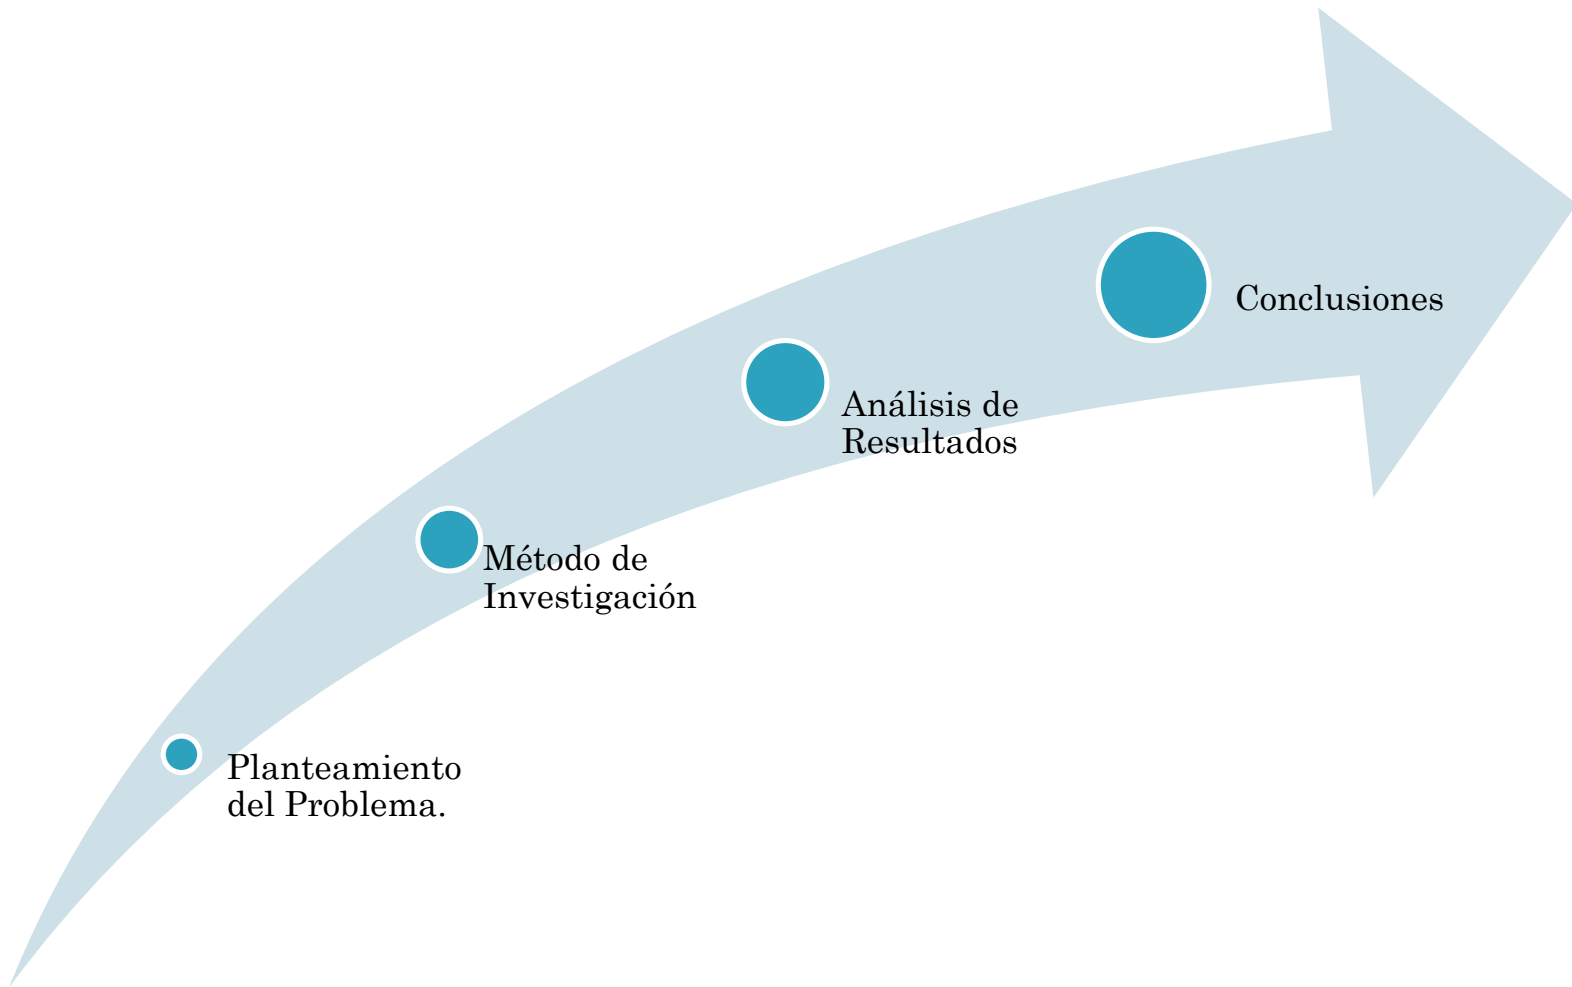 Planteamiento
del Problema.
Método de
Investigación
Análisis de
Resultados
Conclusiones